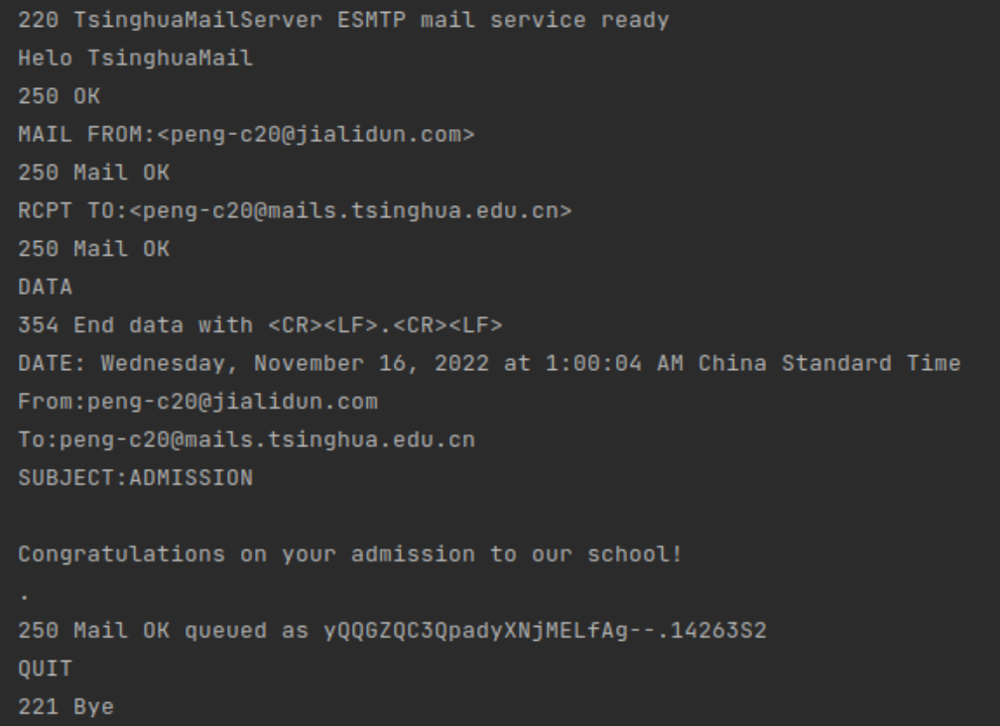 220 TsinghuaMailServer ESMTP mail service ready
Helo TsinghuaMail
250 OK
MAIL FROM:<peng-c20@jialidun.com>
250 Mail OK
RCPT TO:<peng-c20@mails.tsinghua.edu.cn>
250 Mail OK
DATA
354 End data with <CR><LF>.<CR><LF>
DATE: Wednesday, November 16, 2022 at 1:00:04 AM China Standard Time
From:peng-c20@jialidun.com
To:peng-c20@mails.tsinghua.edu.cn
SUBJECT:ADMISSION

Congratulations on your admission to our school!
.
250 Mail OK queued as yQQGZQC3QpadyXNjMELfAg--.14263S2
QUIT
221 Bye